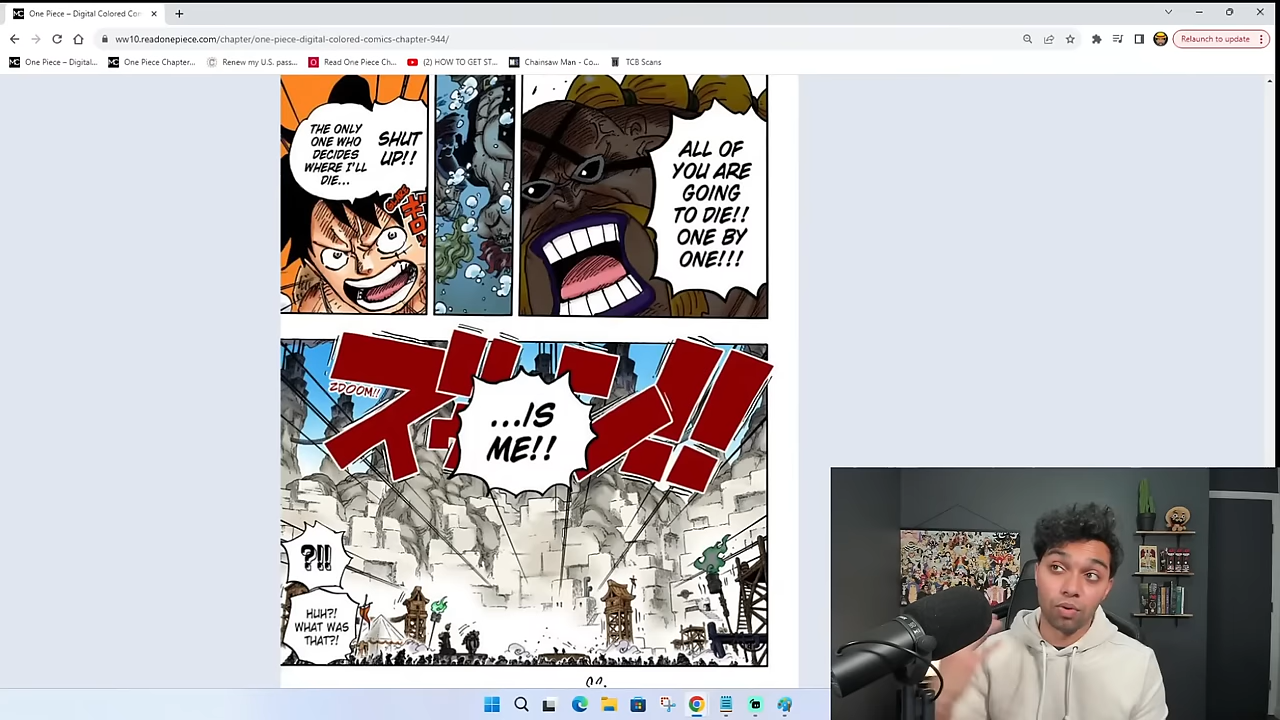 One Piece – Digital Colored Co
ww10.readonepiece.com/chapter/one-piece-digital-colored-comics-chapter-944/
Relaunch to update
One Piece – Digital...
One Piece Chapter...
Renew my U.S. pass...
Read One Piece Ch...
(2) HOW TO GET ST...
Chainsaw Man - Co...
TCB Scans
ALL OF
YOU ARE
GOING
TO DIE!!
ONE BY
ONE!!!
SHUT
UP!!
THE ONLY
ONE WHO
DECIDES
WHERE I'LL
DIE...
ズン!!
ZDOOM!!
...IS
ME!!
?!!
HUH?!
WHAT WAS
THAT?!